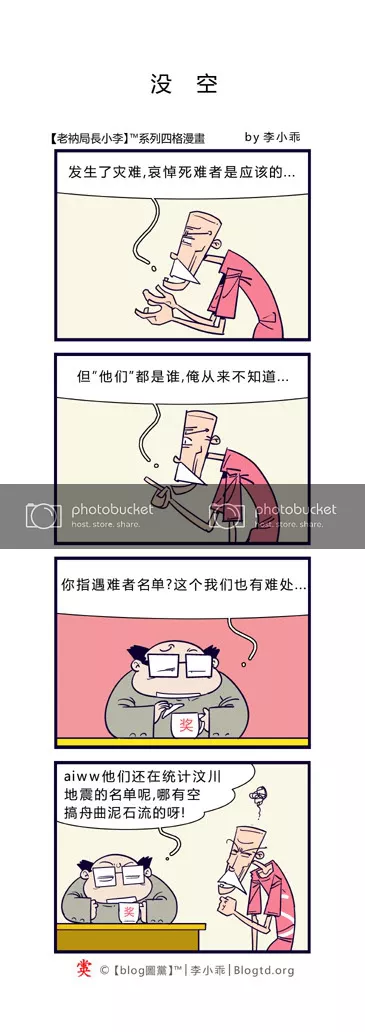 没 空
【老衲局長小李】™系列四格漫畫 by 李小乖
发生了灾难,哀悼死难者是应该的...
但"他们"都是谁,俺从来不知道...
photobucket photobucket
host. store. share. host. store. share.
你指遇难者名单?这个我们也有难处...
奖
aiww他们还在统计汶川
地震的名单呢,哪有空
搞舟曲泥石流的呀!
奖
© 【blog圖黨】™|李小乖|Blogtd.org